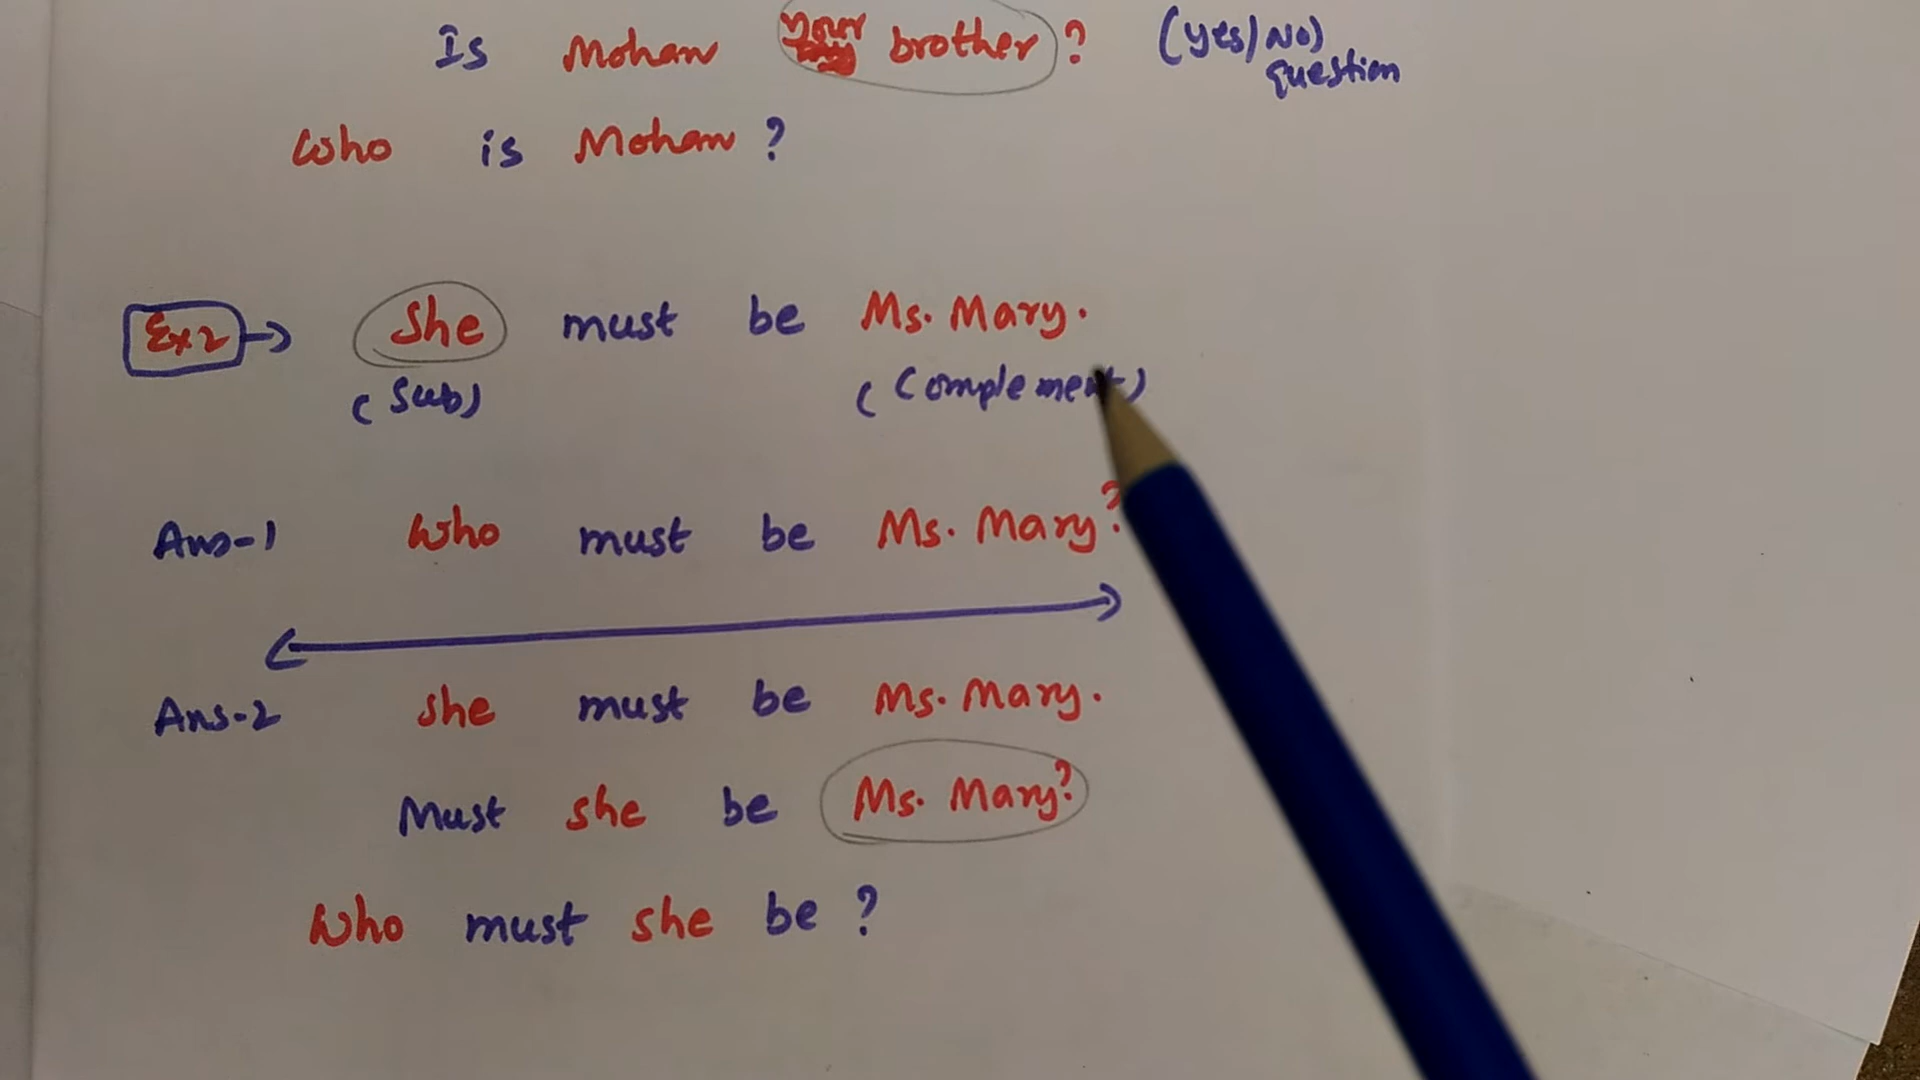 Is Mohan your brother? (yes/No)
question
Who is Mohan?
Ex2 → She must be Ms. Mary.
(Sub) (Complement)
Ans-1 Who must be Ms. Mary?
Ans-2 she must be Ms. Mary.
Must she be Ms. Mary?
Who must she be?